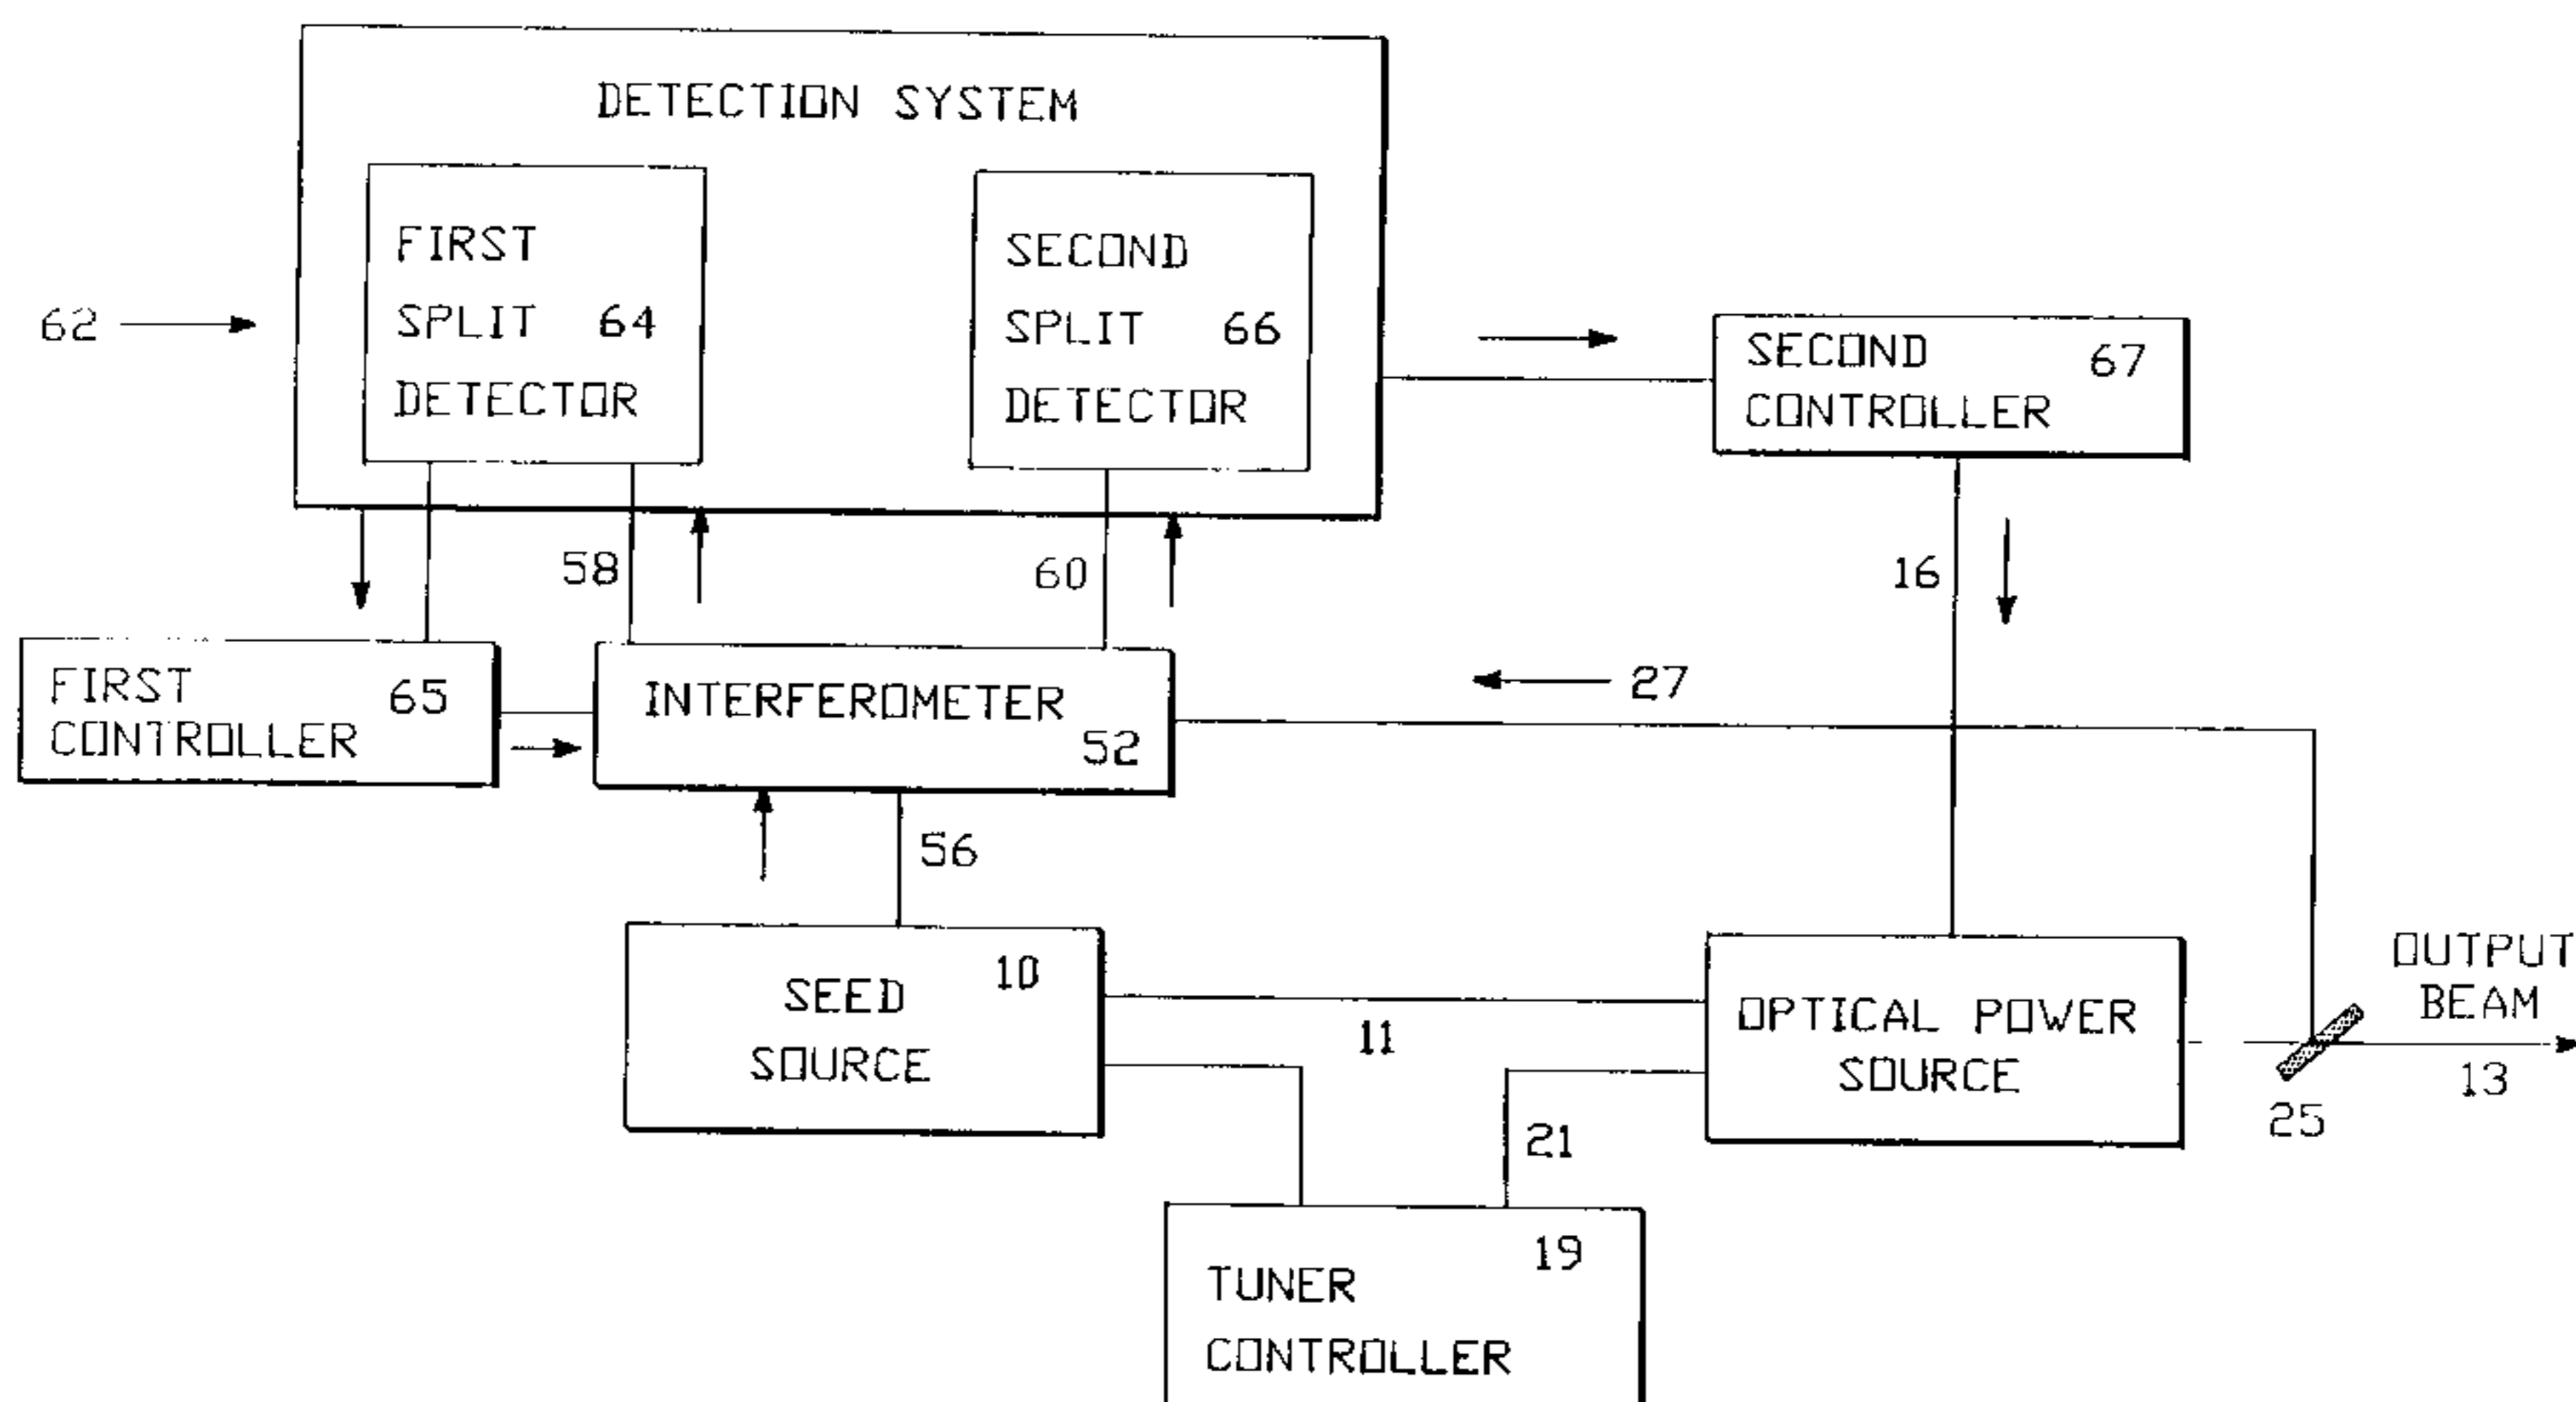 DETECTION SYSTEM
FIRST
SPLIT 64
DETECTOR
SECOND
SPLIT 66
DETECTOR
62
SECOND 67
CONTROLLER
58
60
16
FIRST 65
CONTROLLER
INTERFEROMETER
52
27
56
10
SEED
SOURCE
11
OPTICAL POWER
SOURCE
OUTPUT
BEAM
13
25
21
19
TUNER
CONTROLLER